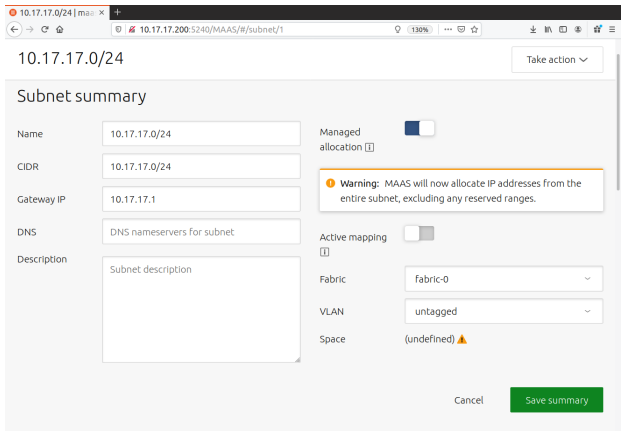 10.17.17.0/24 | maa
10.17.17.200:5240/MAAS/#/subnet/1
130%
10.17.17.0/24
Take action
Subnet summary
Name
10.17.17.0/24
CIDR
10.17.17.0/24
Gateway IP
10.17.17.1
DNS
DNS nameservers for subnet
Description
Subnet description
Managed
allocation
Warning: MAAS will now allocate IP addresses from the
entire subnet, excluding any reserved ranges.
Active mapping
Fabric
fabric-0
VLAN
untagged
Space
(undefined)
Cancel
Save summary